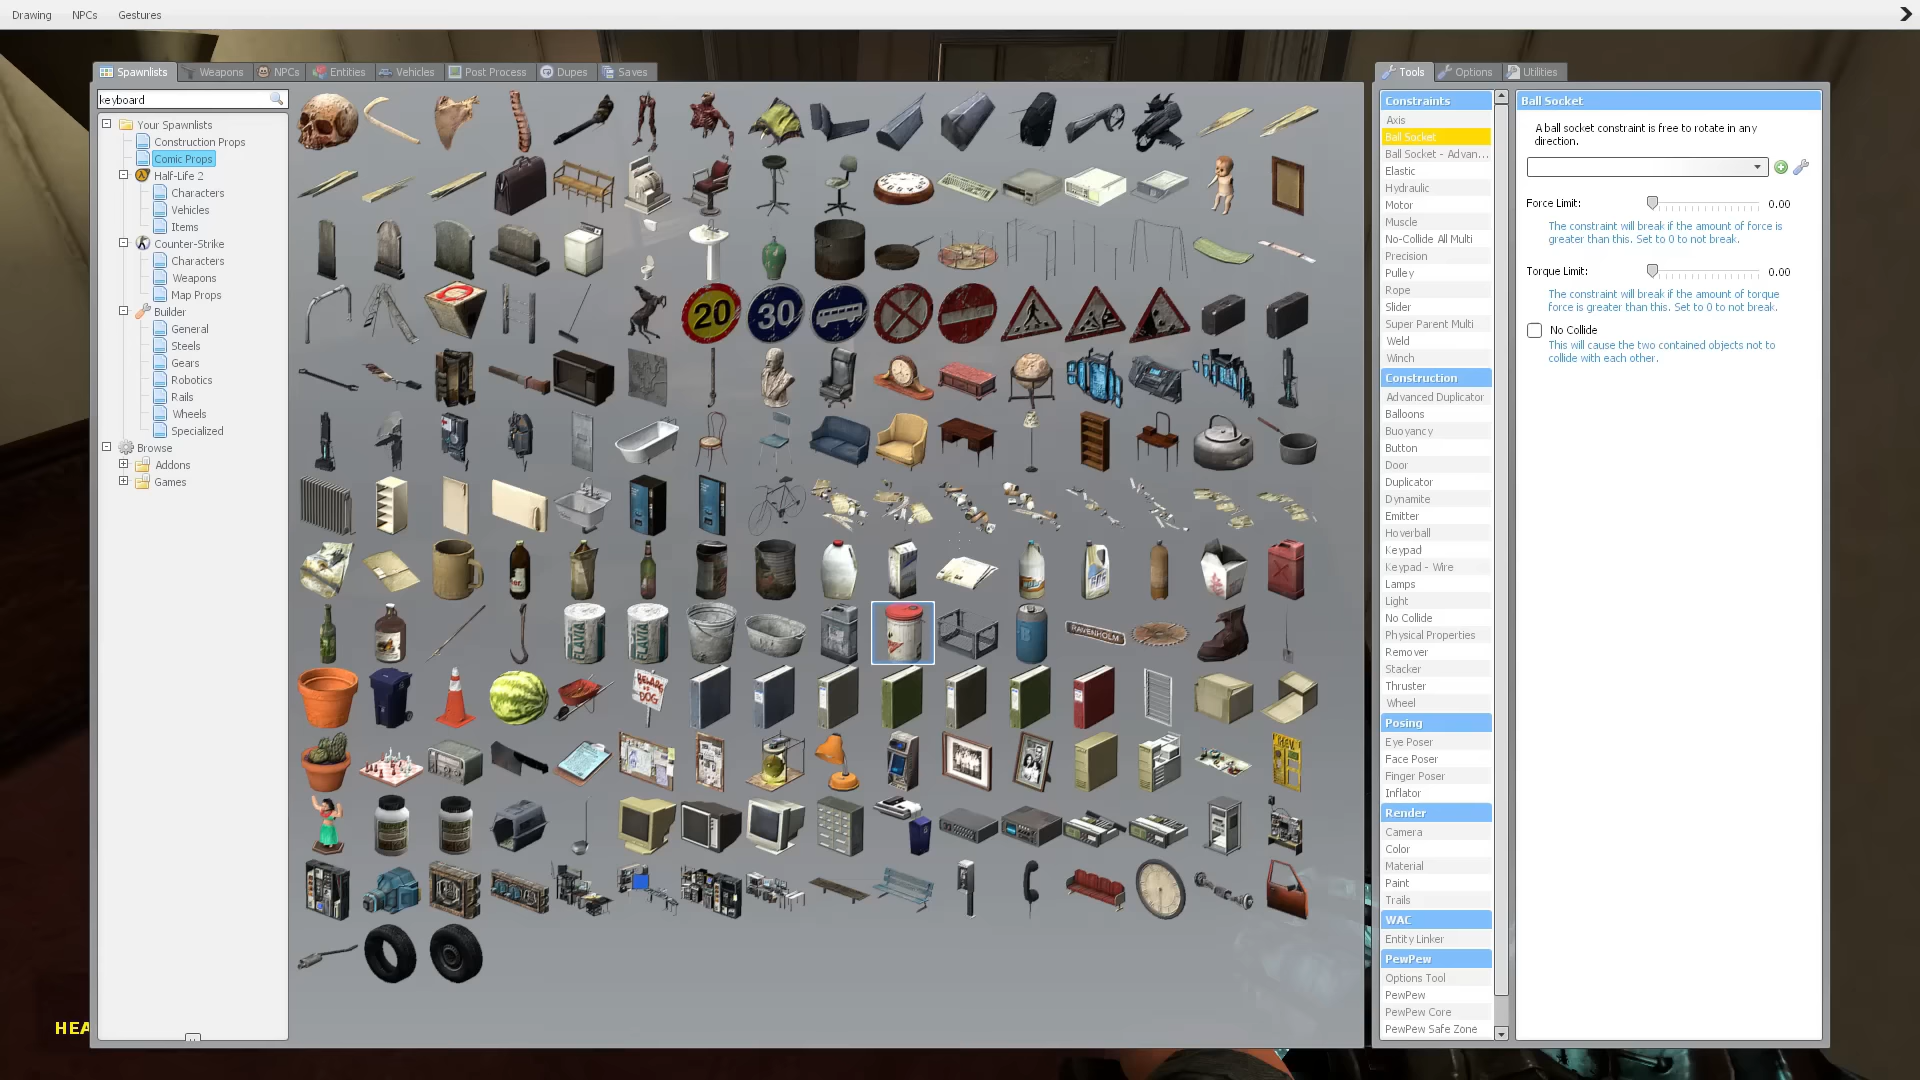 Drawing NPCs Gestures
Spawnlists Weapons NPCs Entities Vehicles Post Process Dupes Saves
keyboard
Your Spawnlists
Construction Props
Comic Props
Half-Life 2
Characters
Vehicles
Items
Counter-Strike
Characters
Weapons
Map Props
Builder
General
Steels
Gears
Robotics
Rails
Wheels
Specialized
Browse
Addons
Games
20
30
RAVENHOLM
HEA
Tools Options Utilities
Constraints
Axis
Ball Socket
Ball Socket - Advan...
Elastic
Hydraulic
Motor
Muscle
No-Collide All Multi
Precision
Pulley
Rope
Slider
Super Parent Multi
Weld
Winch
Construction
Advanced Duplicator
Balloons
Buoyancy
Button
Door
Duplicator
Dynamite
Emitter
Hoverball
Keypad
Keypad - Wire
Lamps
Light
No Collide
Physical Properties
Remover
Stacker
Thruster
Wheel
Posing
Eye Poser
Face Poser
Finger Poser
Inflator
Render
Camera
Color
Material
Paint
Trails
WAC
Entity Linker
PewPew
Options Tool
PewPew
PewPew Core
PewPew Safe Zone
Ball Socket
A ball socket constraint is free to rotate in any
direction.
Force Limit: 0.00
The constraint will break if the amount of force is
greater than this. Set to 0 to not break.
Torque Limit: 0.00
The constraint will break if the amount of torque
force is greater than this. Set to 0 to not break.
No Collide
This will cause the two contained objects not to
collide with each other.